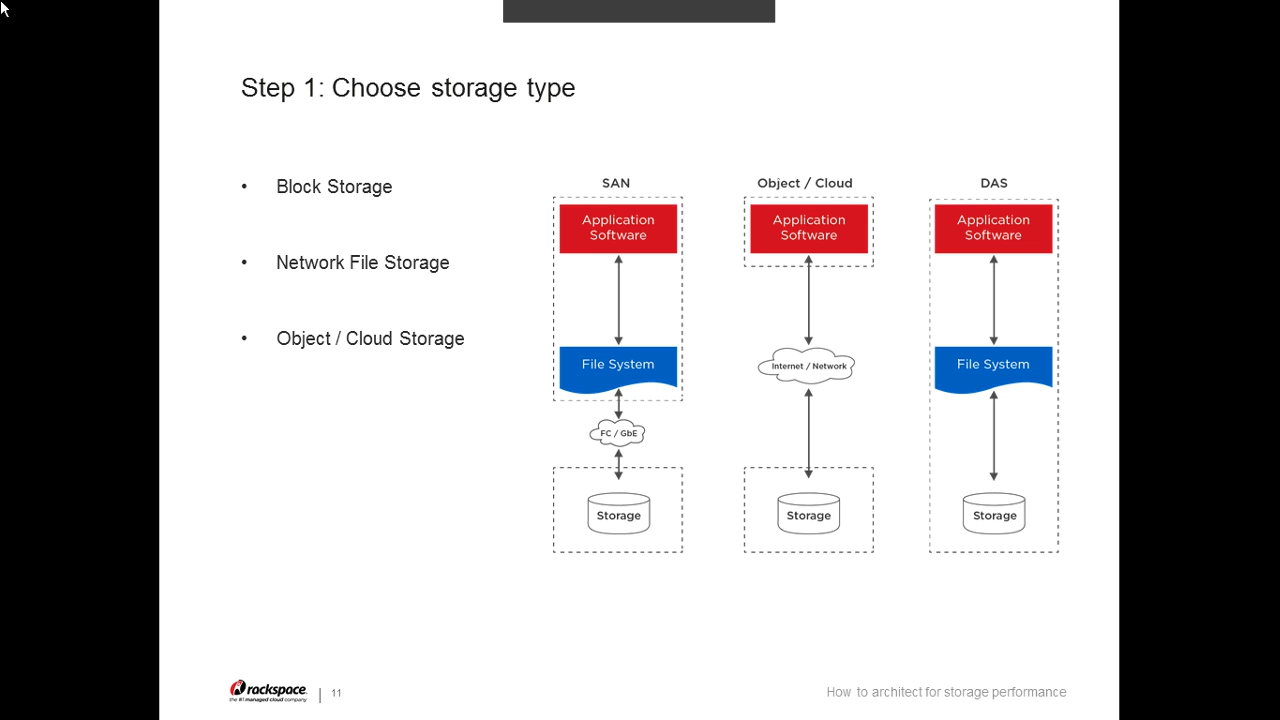 Step 1: Choose storage type
• Block Storage
• Network File Storage
• Object / Cloud Storage
SAN
Application
Software
File System
FC / GbE
Storage
Object / Cloud
Application
Software
Internet / Network
Storage
DAS
Application
Software
File System
Storage
rackspace.
the #1 managed cloud company
11
How to architect for storage performance